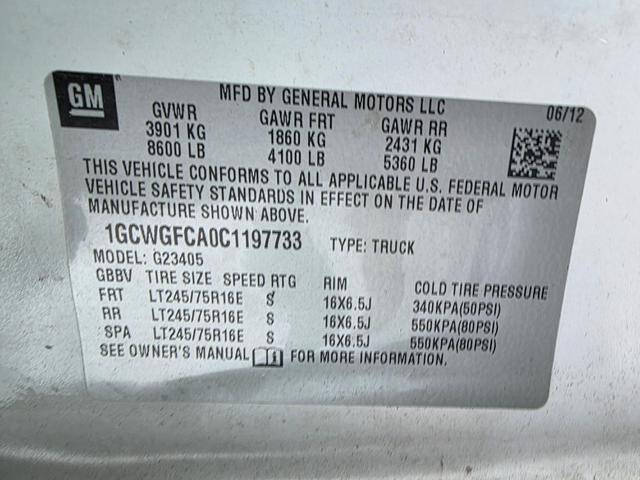 GM
MFD BY GENERAL MOTORS LLC 06/12
GVWR GAWR FRT GAWR RR
3901 KG 1860 KG 2431 KG
8600 LB 4100 LB 5360 LB
THIS VEHICLE CONFORMS TO ALL APPLICABLE U.S. FEDERAL MOTOR
VEHICLE SAFETY STANDARDS IN EFFECT ON THE DATE OF
MANUFACTURE SHOWN ABOVE.
1GCWGFCA0C1197733 TYPE: TRUCK
MODEL: G23405
GBBV TIRE SIZE SPEED RTG RIM COLD TIRE PRESSURE
FRT LT245/75R16E S 16X6.5J 340KPA(50PSI)
RR LT245/75R16E S 16X6.5J 550KPA(80PSI)
SPA LT245/75R16E S 16X6.5J 550KPA(80PSI)
SEE OWNER'S MANUAL FOR MORE INFORMATION.